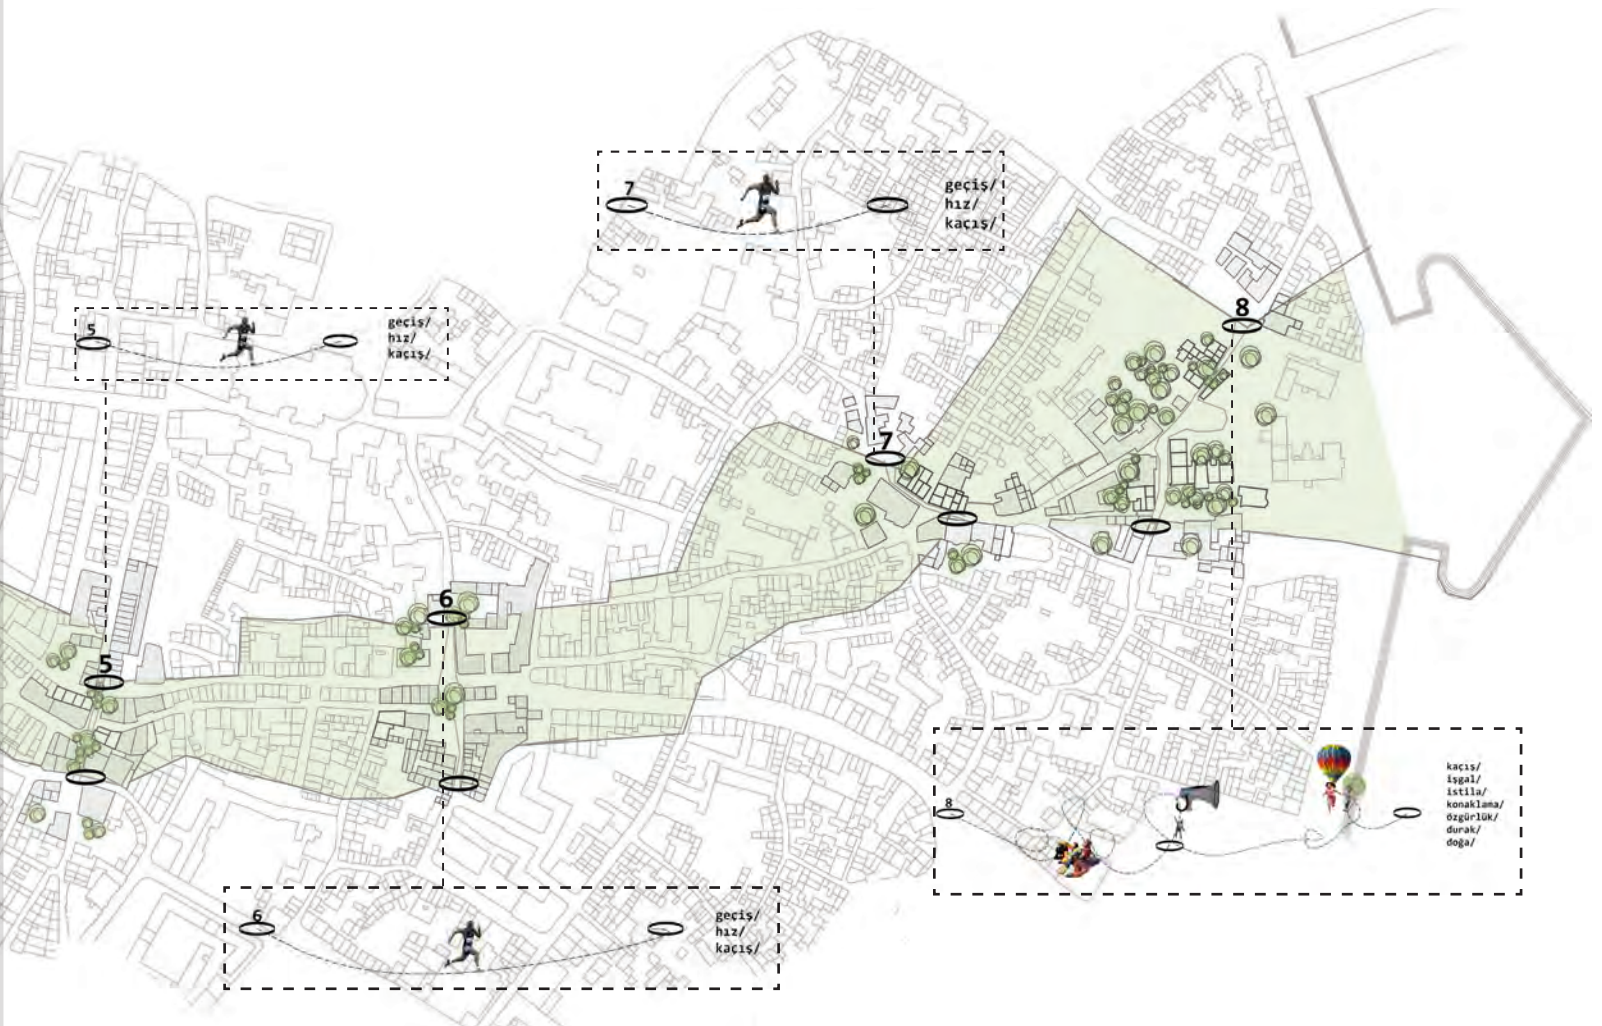 7
geçiş/
hız/
kaçış/
5
geçiş/
hız/
kaçış/
8
7
6
5
8
kaçış/
işgal/
istila/
konaklama/
özgürlük/
durak/
doğa/
6
geçiş/
hız/
kaçış/